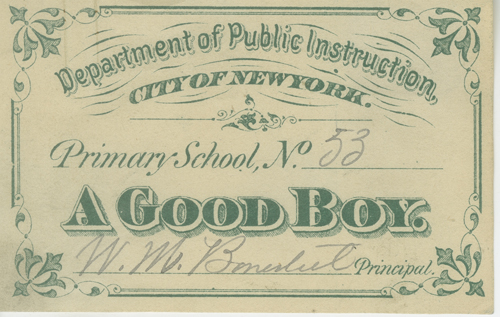 Department of Public Instruction,
CITY OF NEW YORK.
Primary School, No. 53
A GOOD BOY.
W. M. Principal.